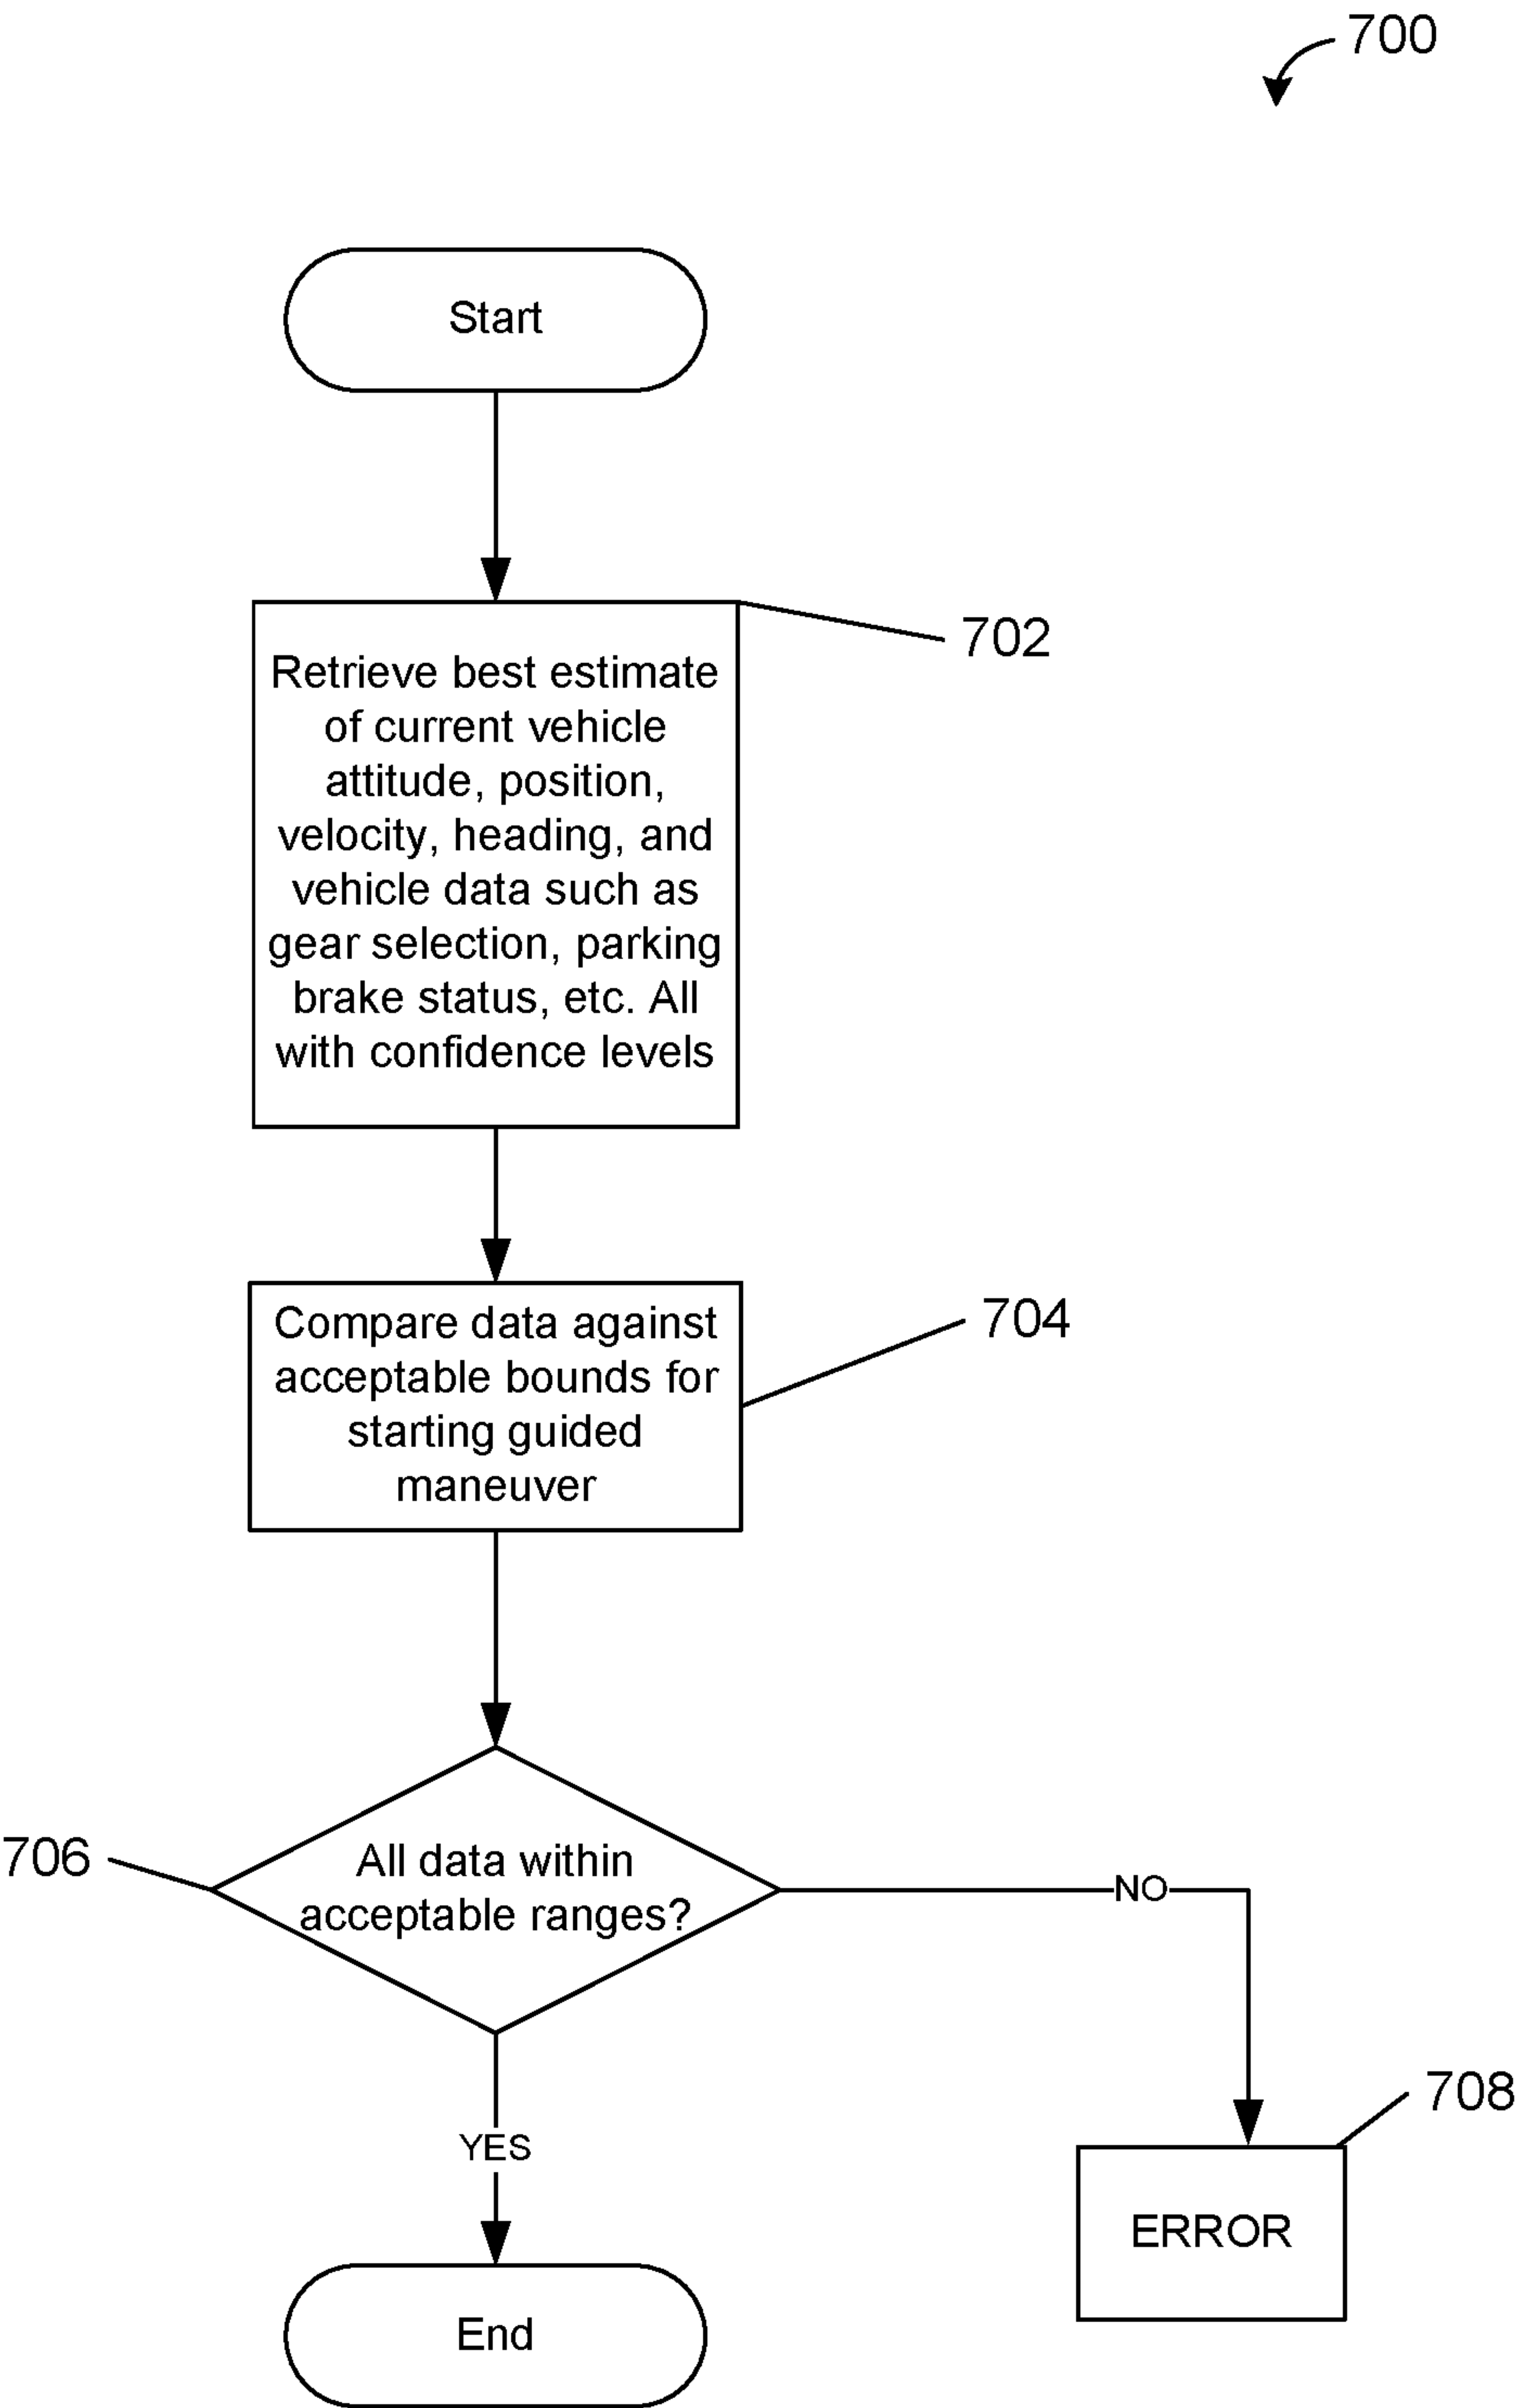 700
Start
702
Retrieve best estimate
of current vehicle
attitude, position,
velocity, heading, and
vehicle data such as
gear selection, parking
brake status, etc. All
with confidence levels
704
Compare data against
acceptable bounds for
starting guided
maneuver
706
All data within
acceptable ranges?
NO
YES
708
ERROR
End